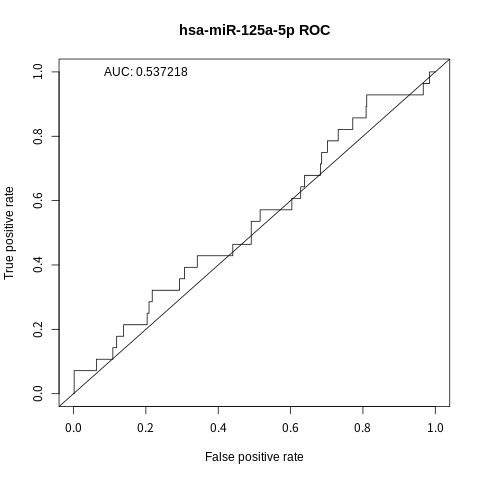 hsa-miR-125a-5p ROC
AUC: 0.537218
1.0
0.8
0.6
0.4
0.2
0.0
True positive rate
0.0 0.2 0.4 0.6 0.8 1.0
False positive rate